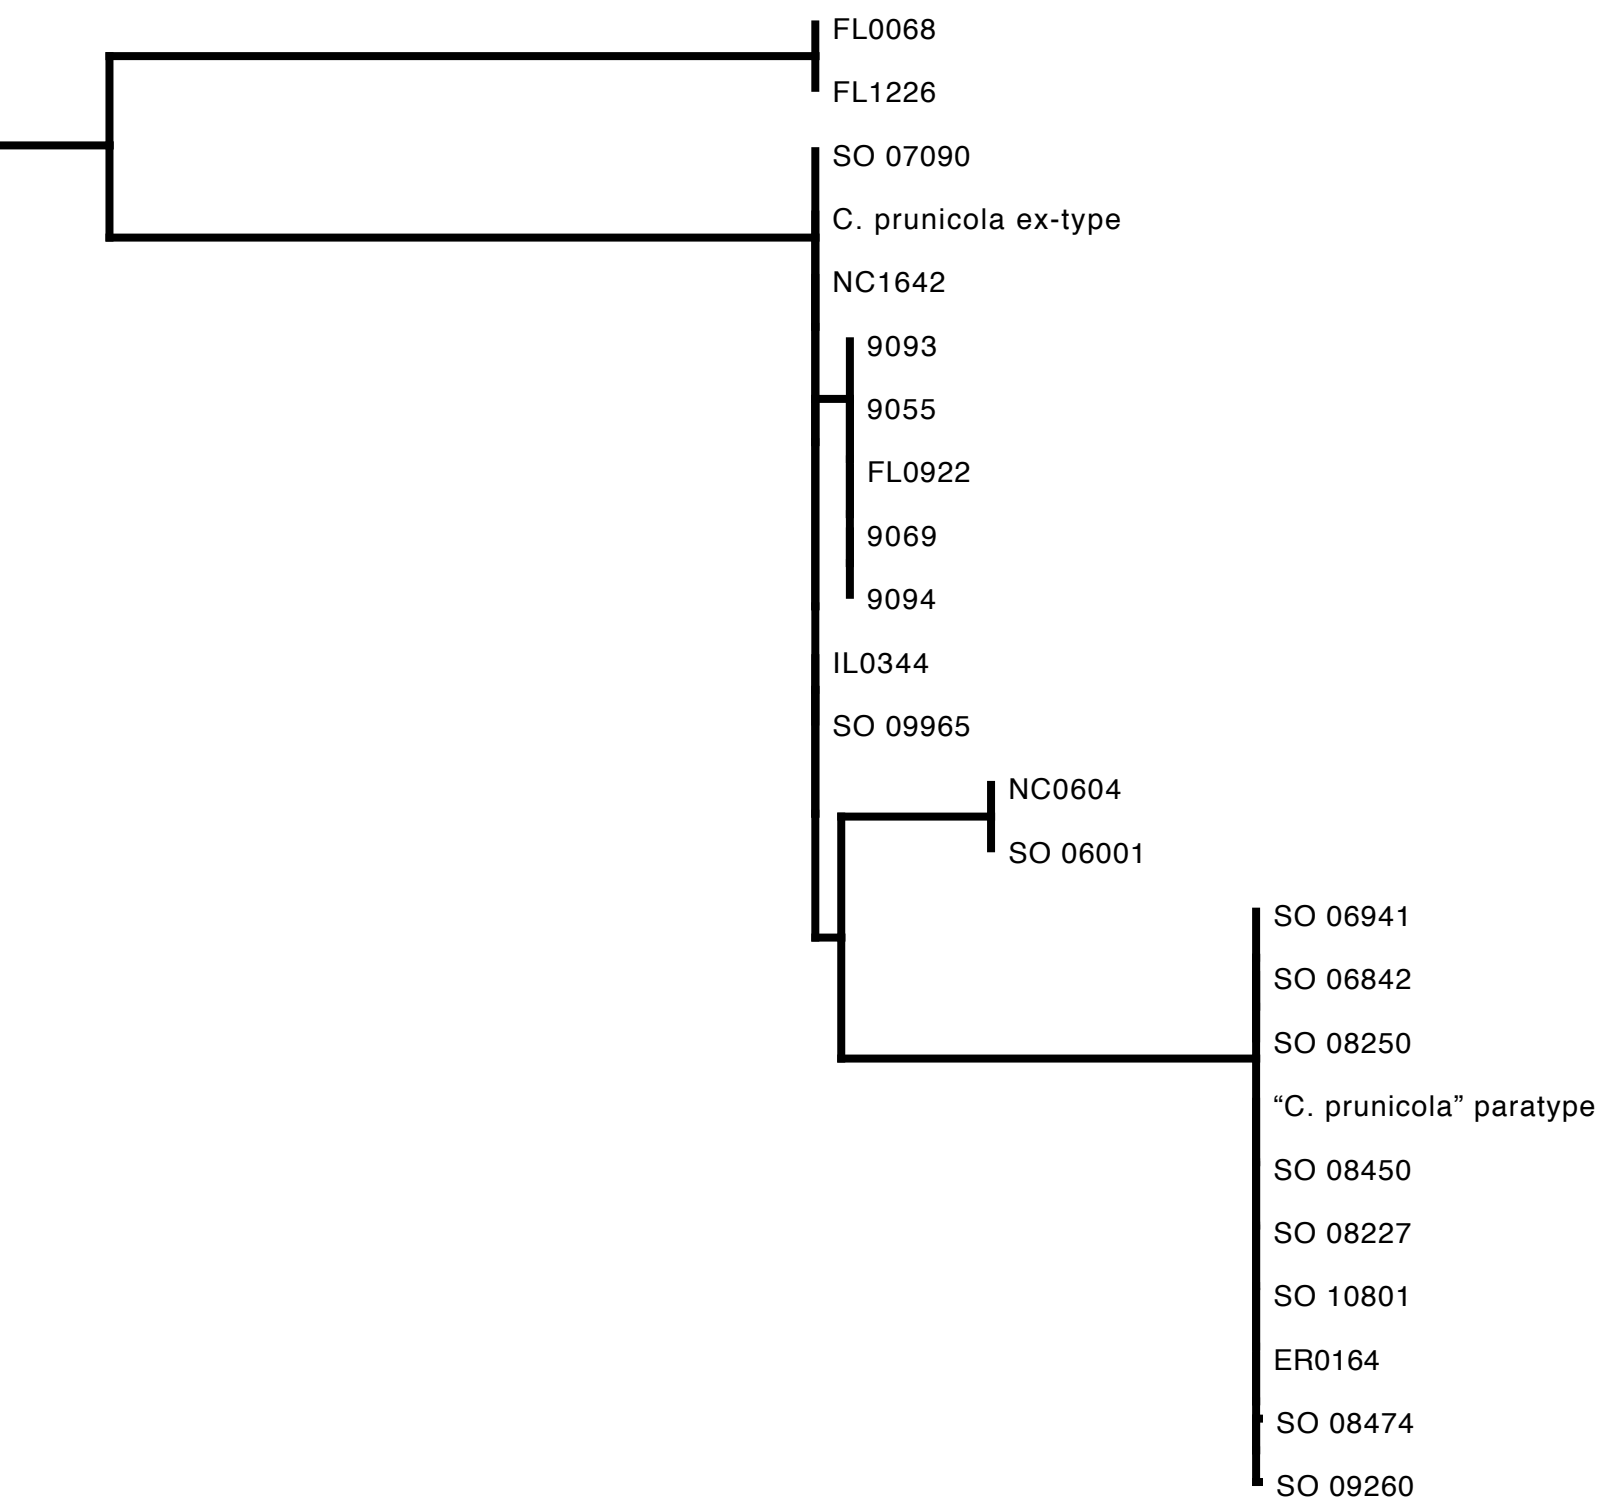 FL0068
FL1226
SO 07090
C. prunicola ex-type
NC1642
9093
9055
FL0922
9069
9094
IL0344
SO 09965
NC0604
SO 06001
SO 06941
SO 06842
SO 08250
“C. prunicola” paratype
SO 08450
SO 08227
SO 10801
ER0164
SO 08474
SO 09260